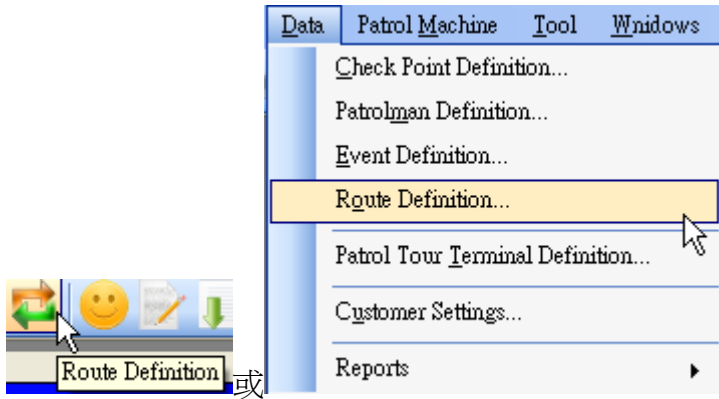 Data Patrol Machine Tool Wnidows
Check Point Definition...
Patrolman Definition...
Event Definition...
Route Definition...
Patrol Tour Terminal Definition...
Customer Settings...
Reports
Route Definition 或